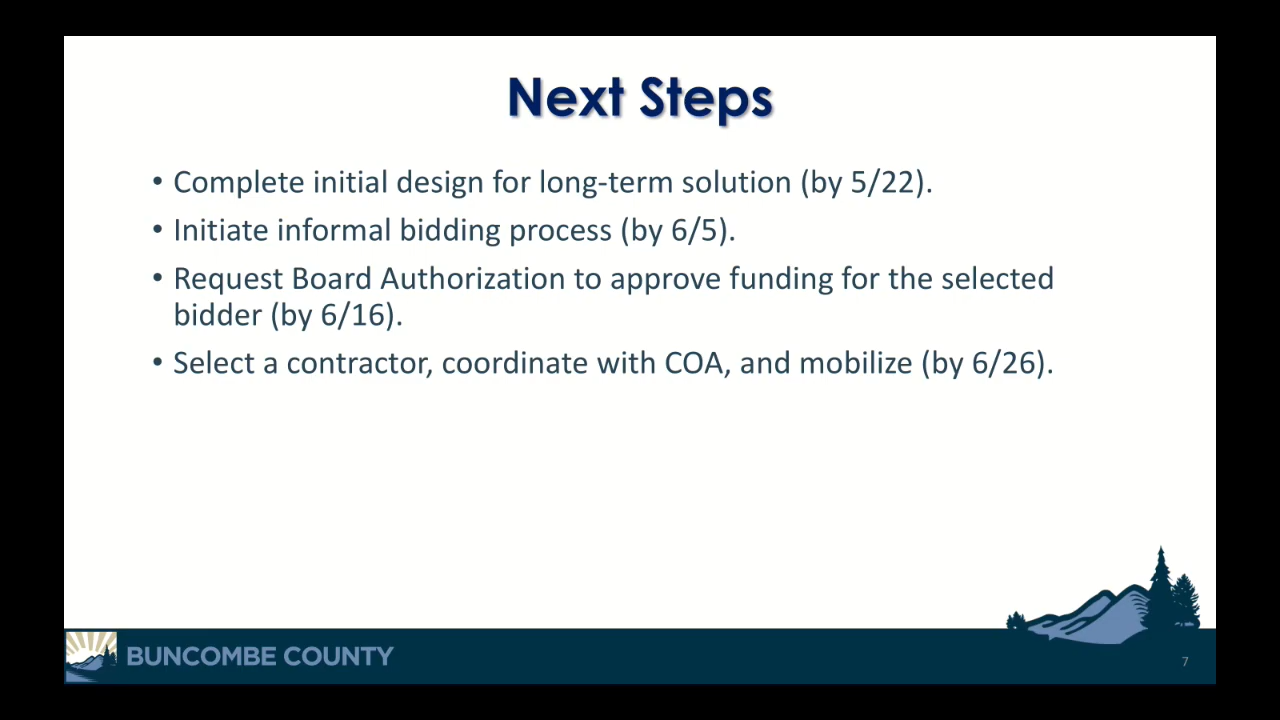 Next Steps
• Complete initial design for long-term solution (by 5/22).
• Initiate informal bidding process (by 6/5).
• Request Board Authorization to approve funding for the selected
bidder (by 6/16).
• Select a contractor, coordinate with COA, and mobilize (by 6/26).
BUNCOMBE COUNTY
7